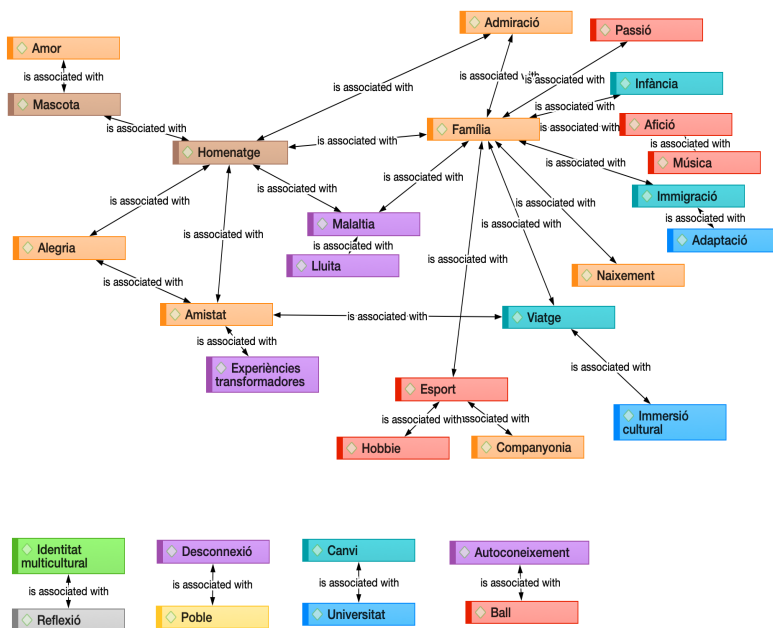 Admiració
Passió
Amor
is associated with
is associated with
is associated with
is associated with
Infància
Mascota
is associated with
is associated with
is associated with
Afició
Família
is associated with
is associated with
Homenatge
is associated with
Música
is associated with
is associated with
is associated with
Immigració
is associated with
is associated with
is associated with
Malaltia
is associated with
is associated with
Adaptació
Alegria
is associated with
is associated with
Lluita
is associated with
Naixement
is associated with
Amistat
is associated with
Viatge
is associated with
Experiències
transformadores
is associated with
Esport
is associated with
associated with
Immersió
cultural
Hobbie
Companyonia
Identitat
multicultural
Desconnexió
Canvi
Autoconeixement
is associated with
is associated with
is associated with
is associated with
Reflexió
Poble
Universitat
Ball